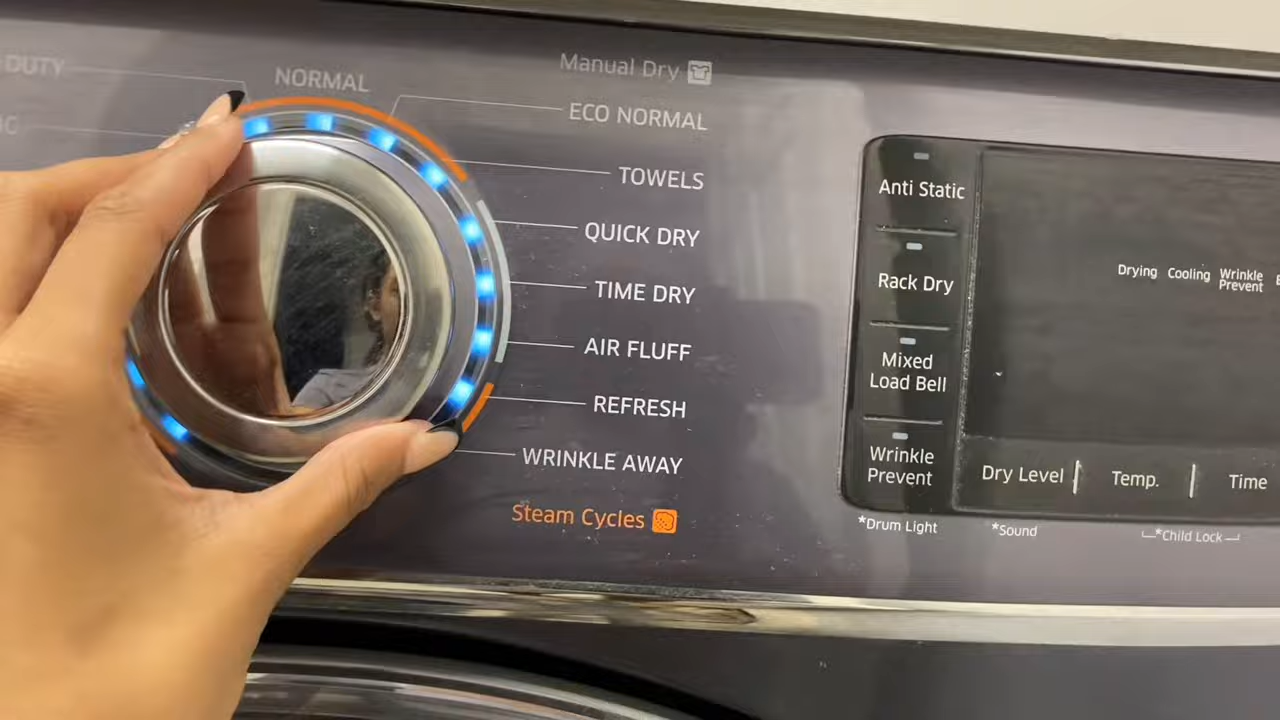 DUTY
NORMAL
Manual Dry
ECO NORMAL
TOWELS
QUICK DRY
TIME DRY
AIR FLUFF
REFRESH
WRINKLE AWAY
Steam Cycles
Anti Static
Rack Dry
Mixed
Load Bell
Wrinkle
Prevent
Drying Cooling Wrinkle
Prevent
Dry Level Temp. Time
*Drum Light *Sound *Child Lock